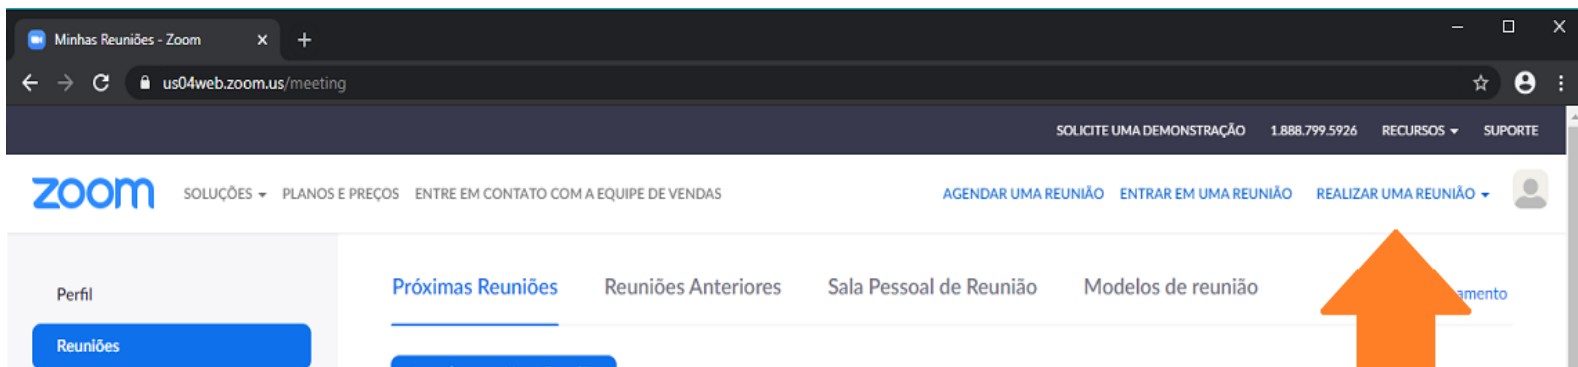 Minhas Reuniões - Zoom
us04web.zoom.us/meeting
SOLICITE UMA DEMONSTRAÇÃO 1.888.799.5926 RECURSOS SUPORTE
zoom SOLUÇÕES PLANOS E PREÇOS ENTRE EM CONTATO COM A EQUIPE DE VENDAS AGENDAR UMA REUNIÃO ENTRAR EM UMA REUNIÃO REALIZAR UMA REUNIÃO
Perfil
Reuniões
Próximas Reuniões Reuniões Anteriores Sala Pessoal de Reunião Modelos de reunião